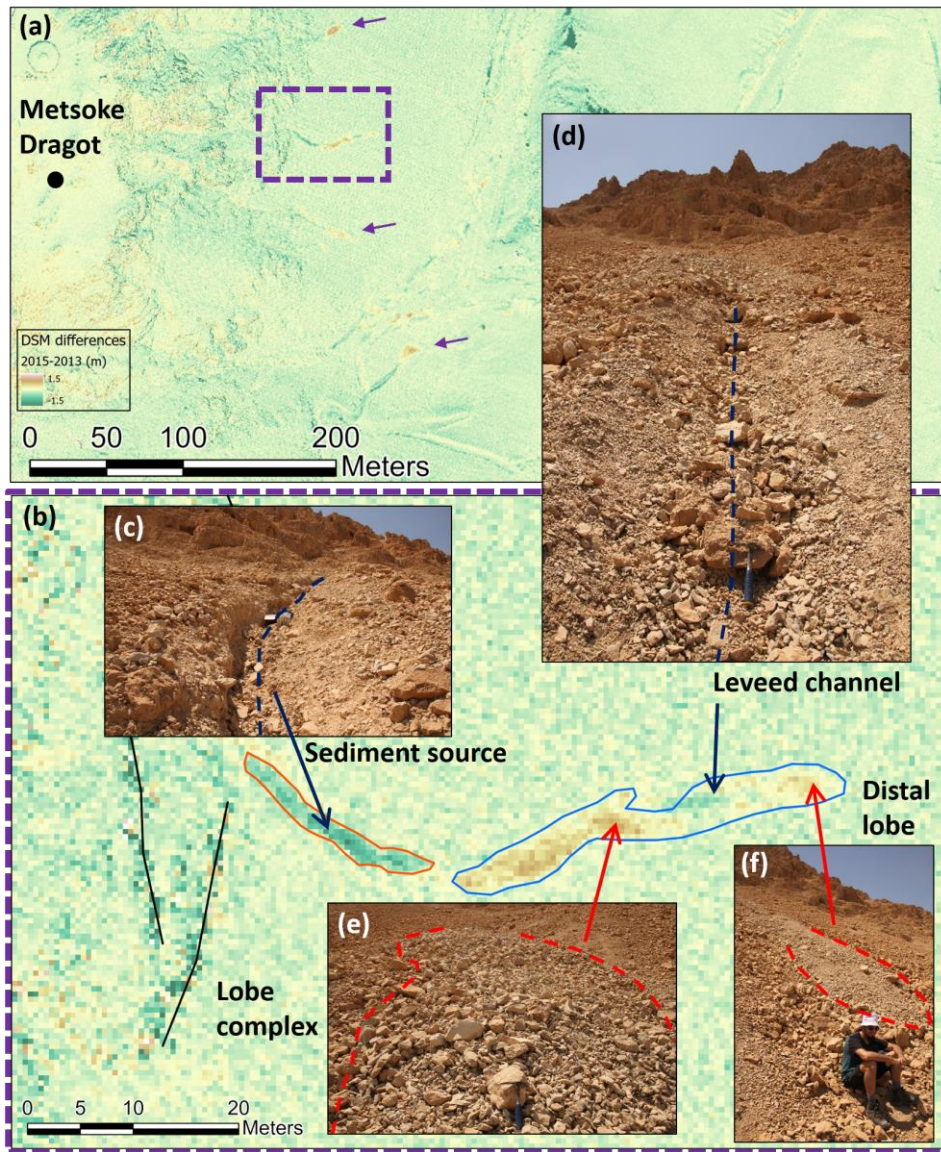 (a)
Metsoke
Dragot
(d)
DSM differences
2015-2013 (m)
1.5
-1.5
0 50 100 200
Meters
(b)
(c)
Leveed channel
Sediment source
Distal
lobe
(e)
(f)
Lobe
complex
0 5 10 20
Meters